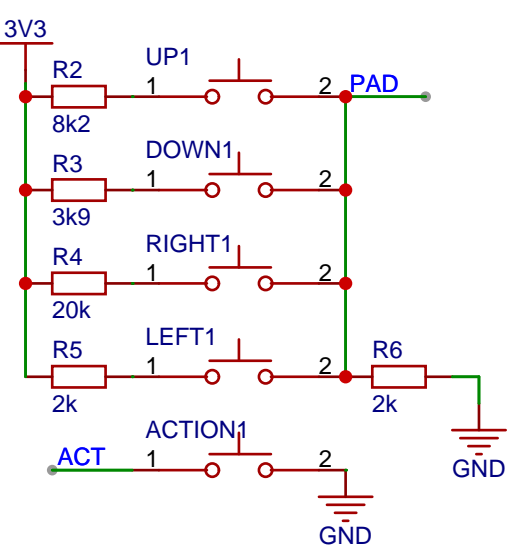 3V3
R2
8k2
UP1
1
2
PAD
R3
3k9
DOWN1
1
2
R4
20k
RIGHT1
1
2
R5
2k
LEFT1
1
2
R6
2k
GND
ACT
ACTION1
1
2
GND